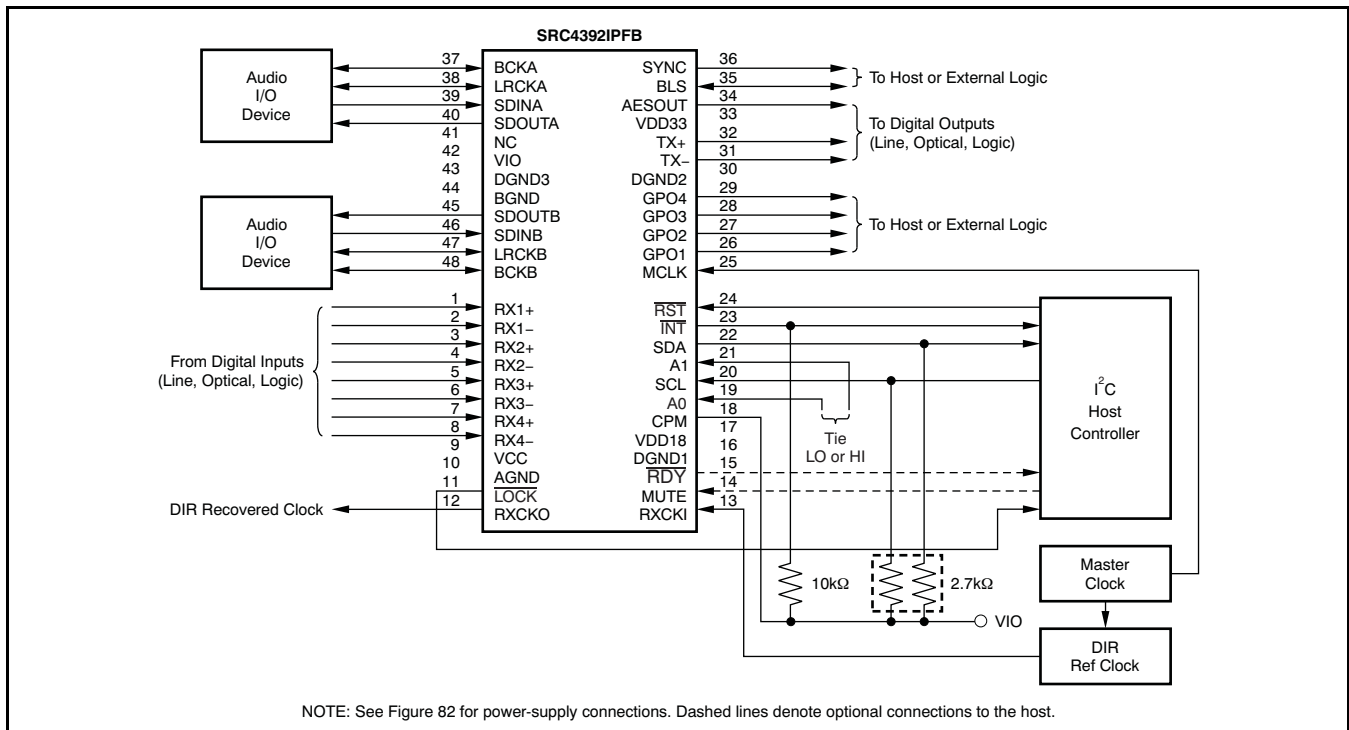 SRC4392IPFB
Audio
I/O
Device
37
38
39
40
41
42
43
44
45
46
47
48
Audio
I/O
Device
1
2
3
4
5
6
7
8
9
10
11
12
From Digital Inputs
(Line, Optical, Logic)
DIR Recovered Clock
BCKA
LRCKA
SDINA
SDOUTA
NC
VIO
DGND3
BGND
SDOUTB
SDINB
LRCKB
BCKB
RX1+
RX1−
RX2+
RX2−
RX3+
RX3−
RX4+
RX4−
VCC
AGND
LOCK
RXCKO
SYNC
BLS
AESOUT
VDD33
TX+
TX−
DGND2
GPO4
GPO3
GPO2
GPO1
MCLK
RST
INT
SDA
A1
SCL
A0
CPM
VDD18
DGND1
RDY
MUTE
RXCKI
36
35
34
33
32
31
30
29
28
27
26
25
24
23
22
21
20
19
18
17
16
15
14
13
To Host or External Logic
To Digital Outputs
(Line, Optical, Logic)
To Host or External Logic
Tie
LO or HI
I2C
Host
Controller
10kΩ
2.7kΩ
VIO
Master
Clock
DIR
Ref Clock
NOTE: See Figure 82 for power-supply connections. Dashed lines denote optional connections to the host.